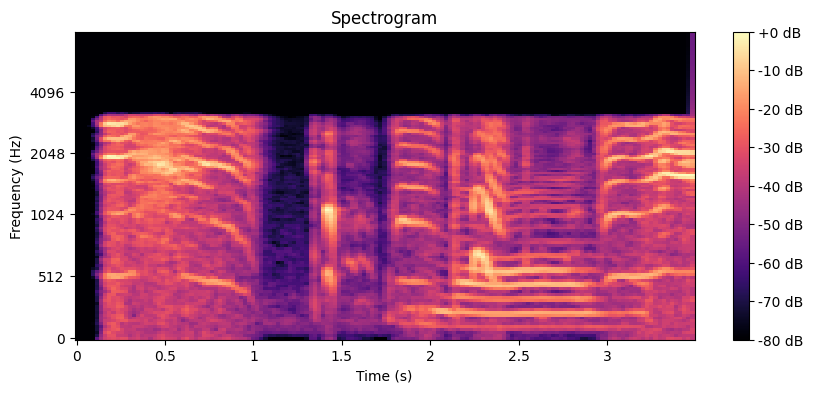 Spectrogram
Frequency (Hz)
4096
2048
1024
512
0
0
0.5
1
1.5
2
2.5
3
Time (s)
+0 dB
-10 dB
-20 dB
-30 dB
-40 dB
-50 dB
-60 dB
-70 dB
-80 dB